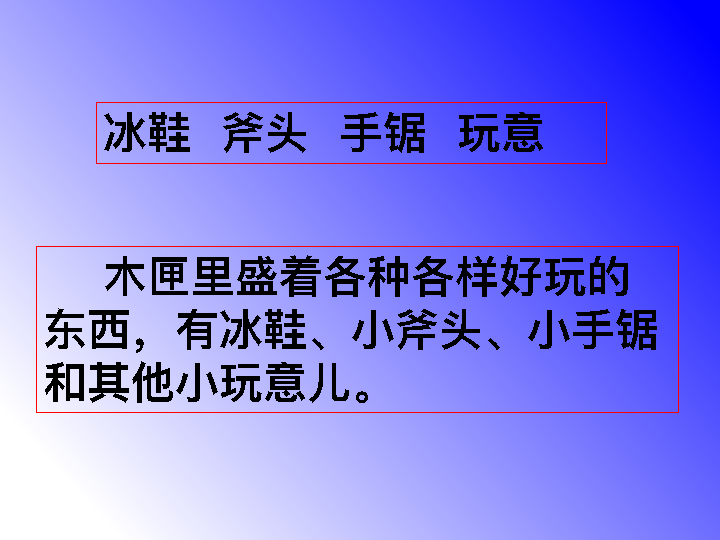 冰鞋 斧头 手锯 玩意
木匣里盛着各种各样好玩的
东西，有冰鞋、小斧头、小手锯
和其他小玩意儿。